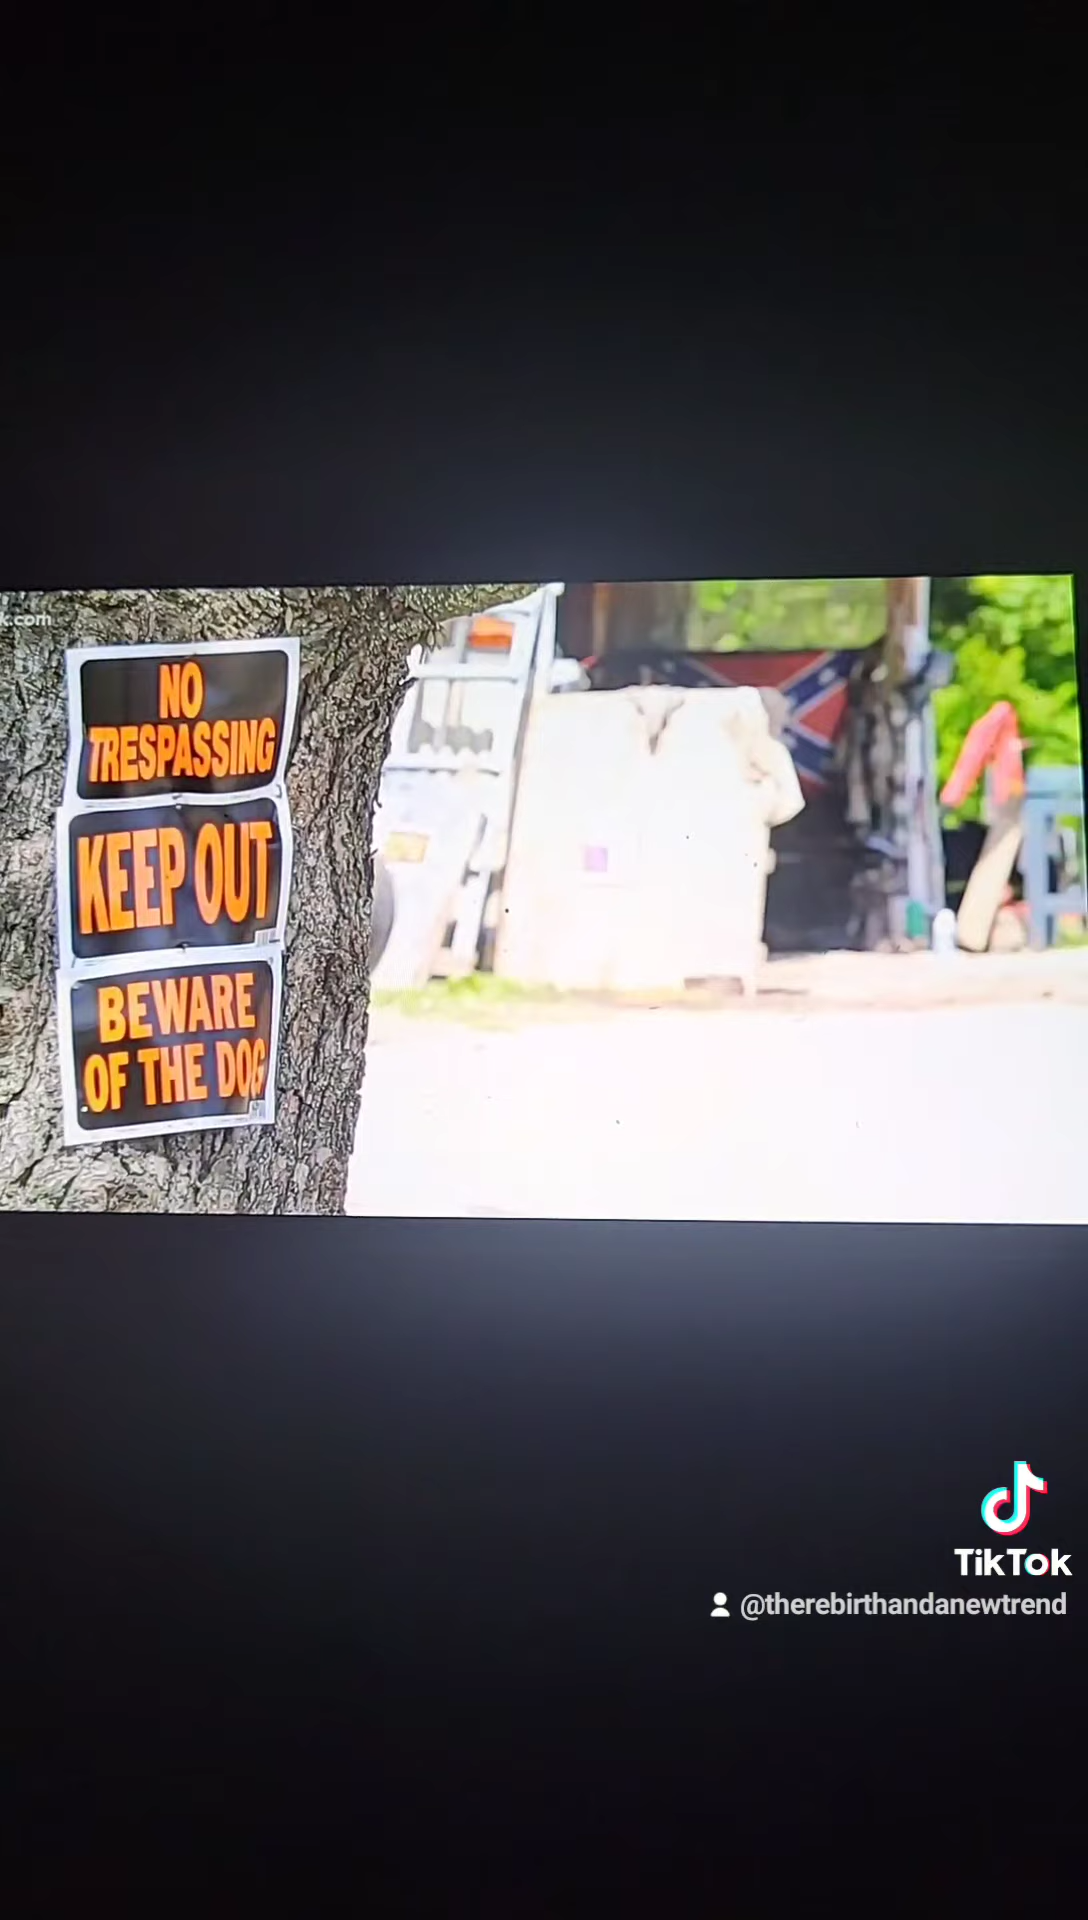 k.com
NO
TRESPASSING
KEEP OUT
BEWARE
OF THE DOG
TikTok
@therebirthandanewtrend